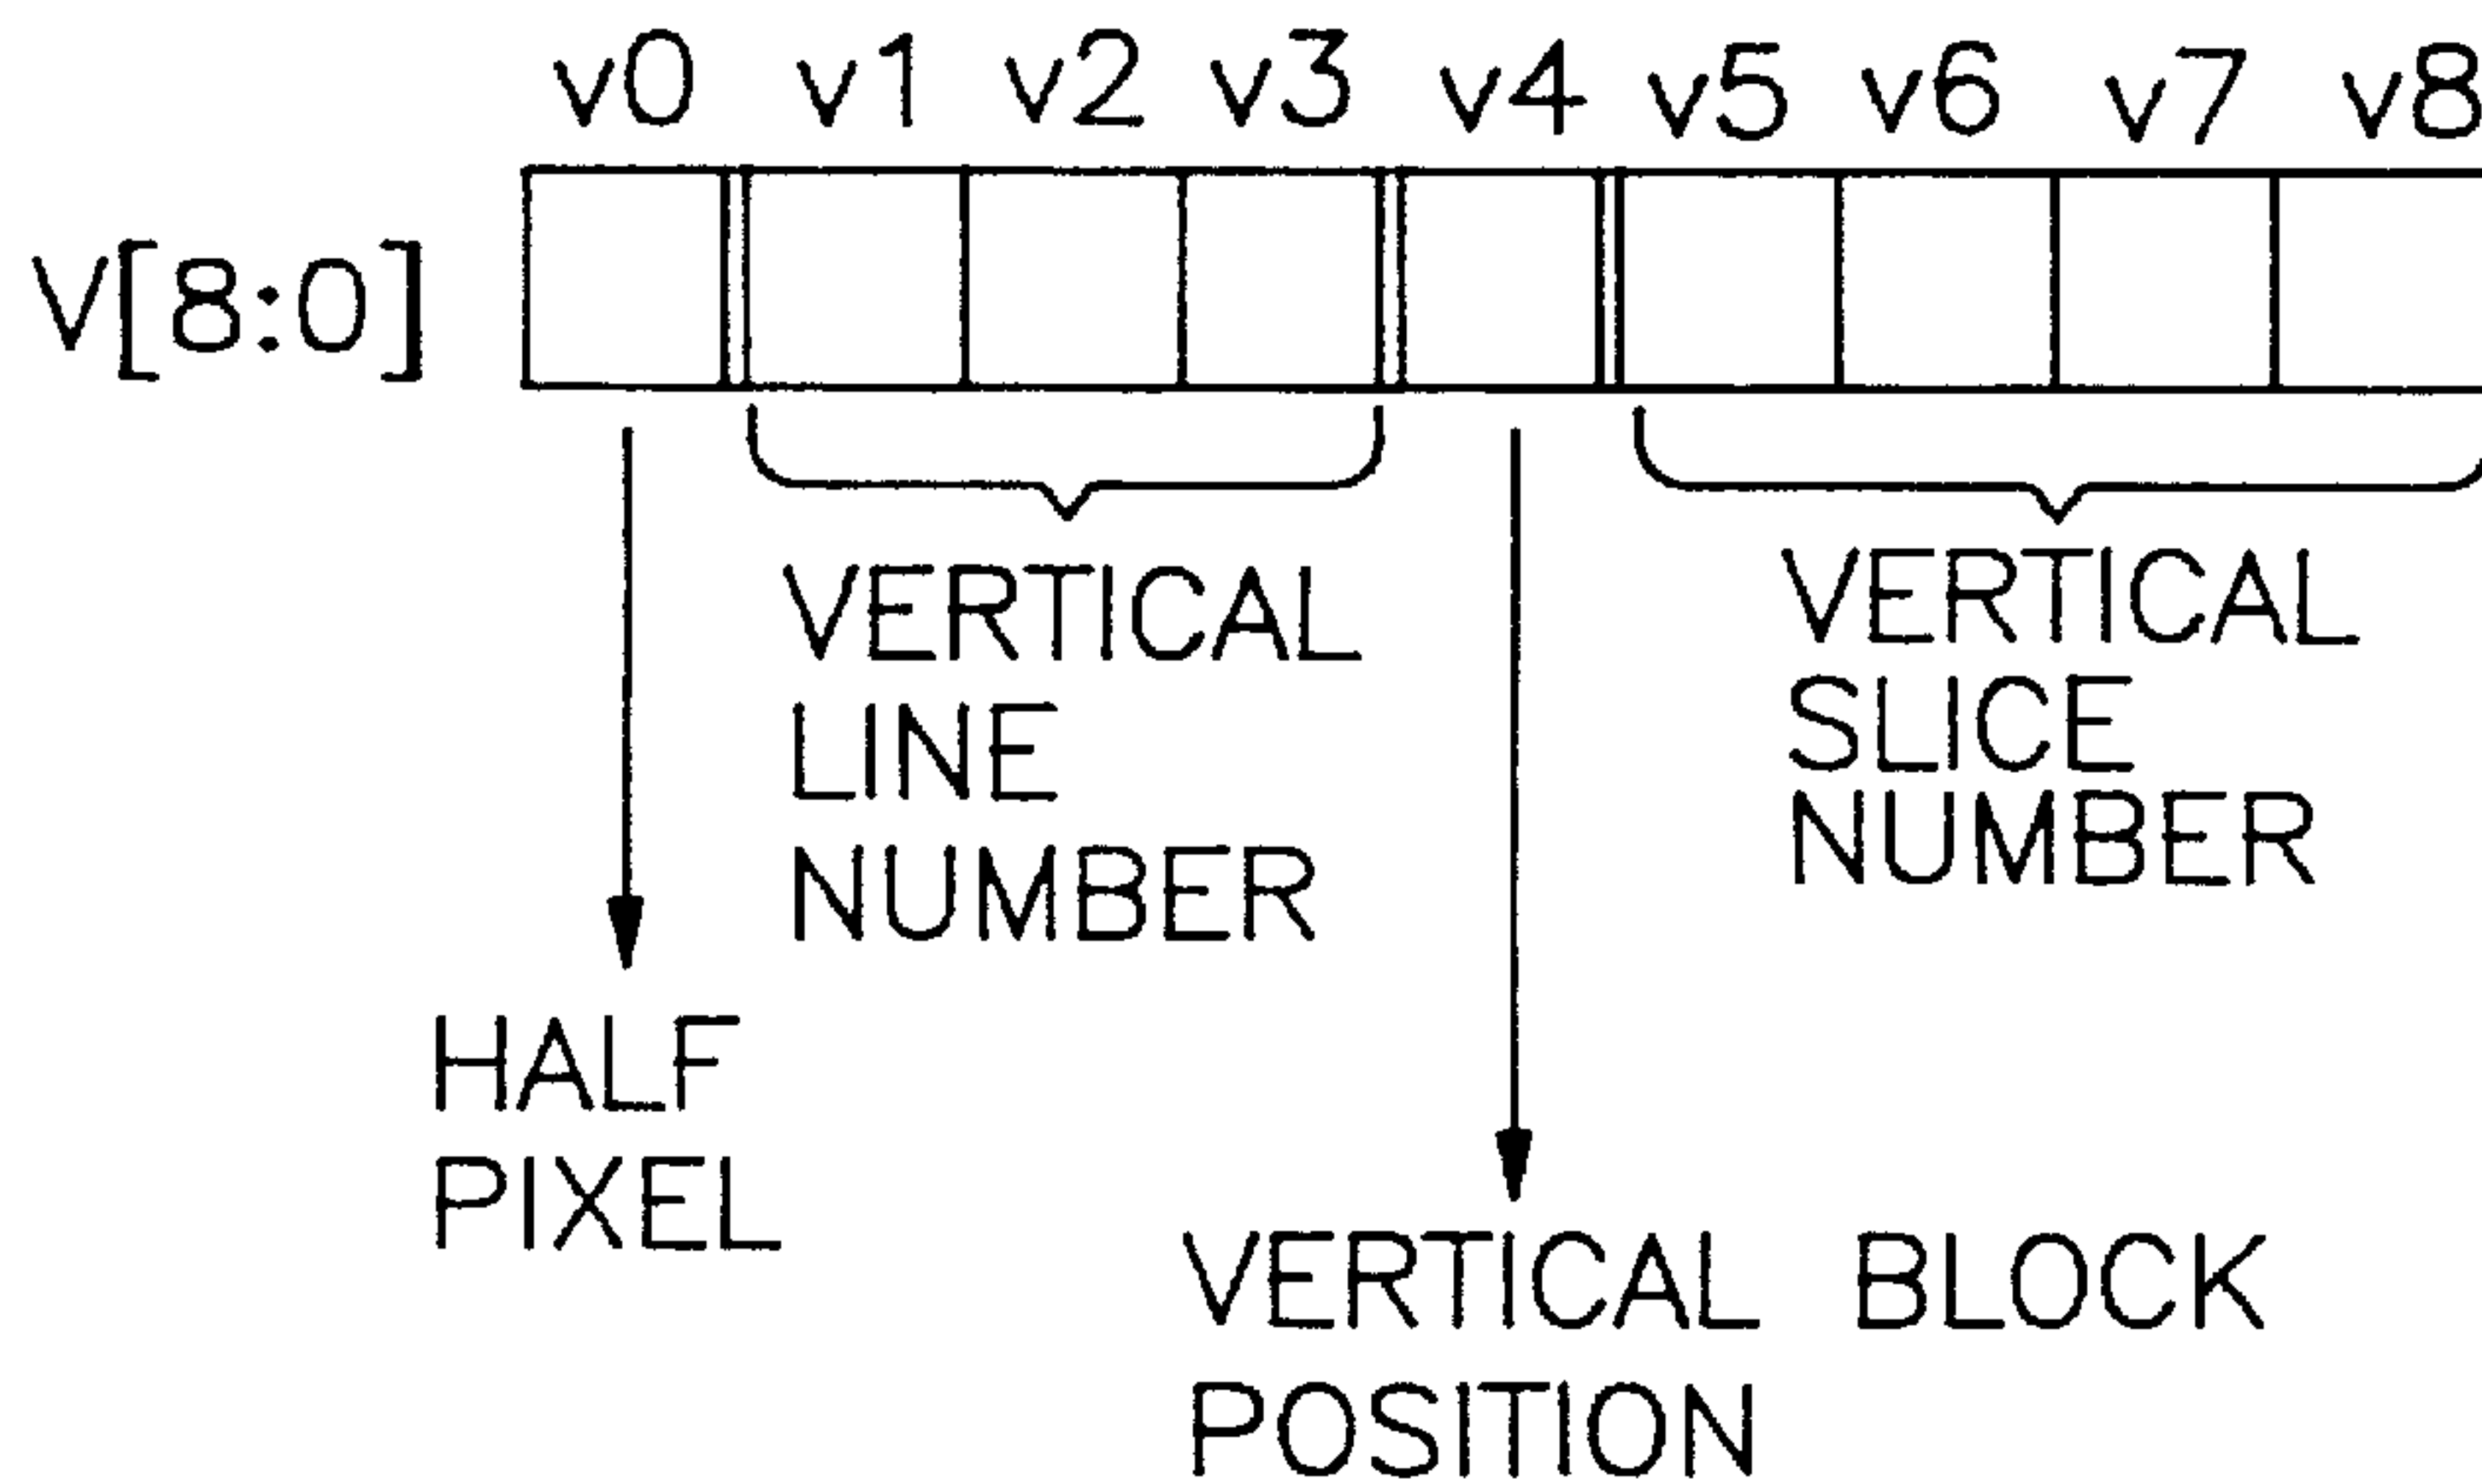 v0 v1 v2 v3 v4 v5 v6 v7 v8
V[8:0]
VERTICAL
LINE
NUMBER
VERTICAL
SLICE
NUMBER
HALF
PIXEL
VERTICAL BLOCK
POSITION